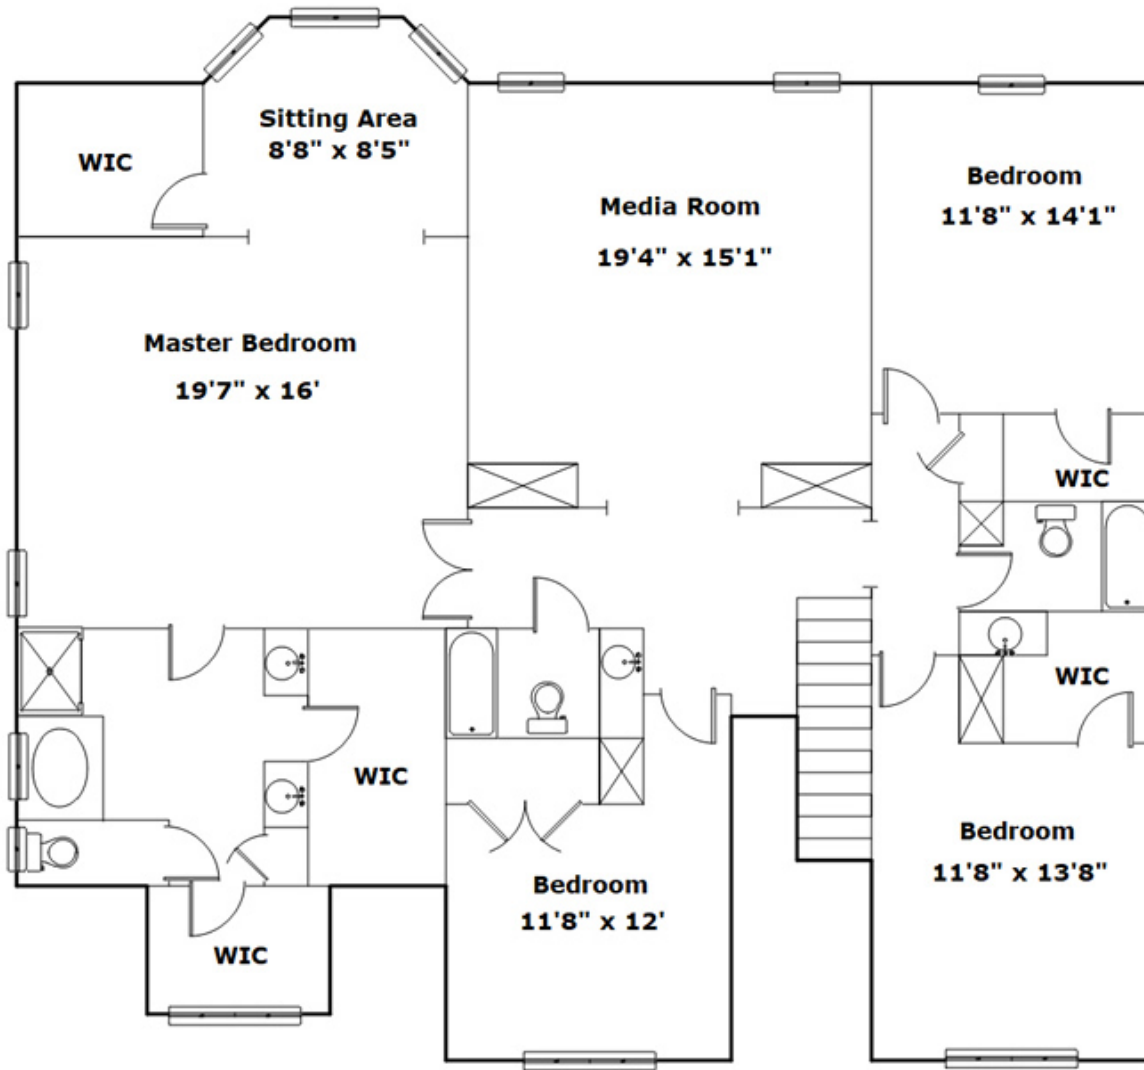 Sitting Area
8'8" x 8'5"
WIC
Media Room
19'4" x 15'1"
Bedroom
11'8" x 14'1"
Master Bedroom
19'7" x 16'
WIC
WIC
WIC
Bedroom
11'8" x 12'
Bedroom
11'8" x 13'8"
WIC